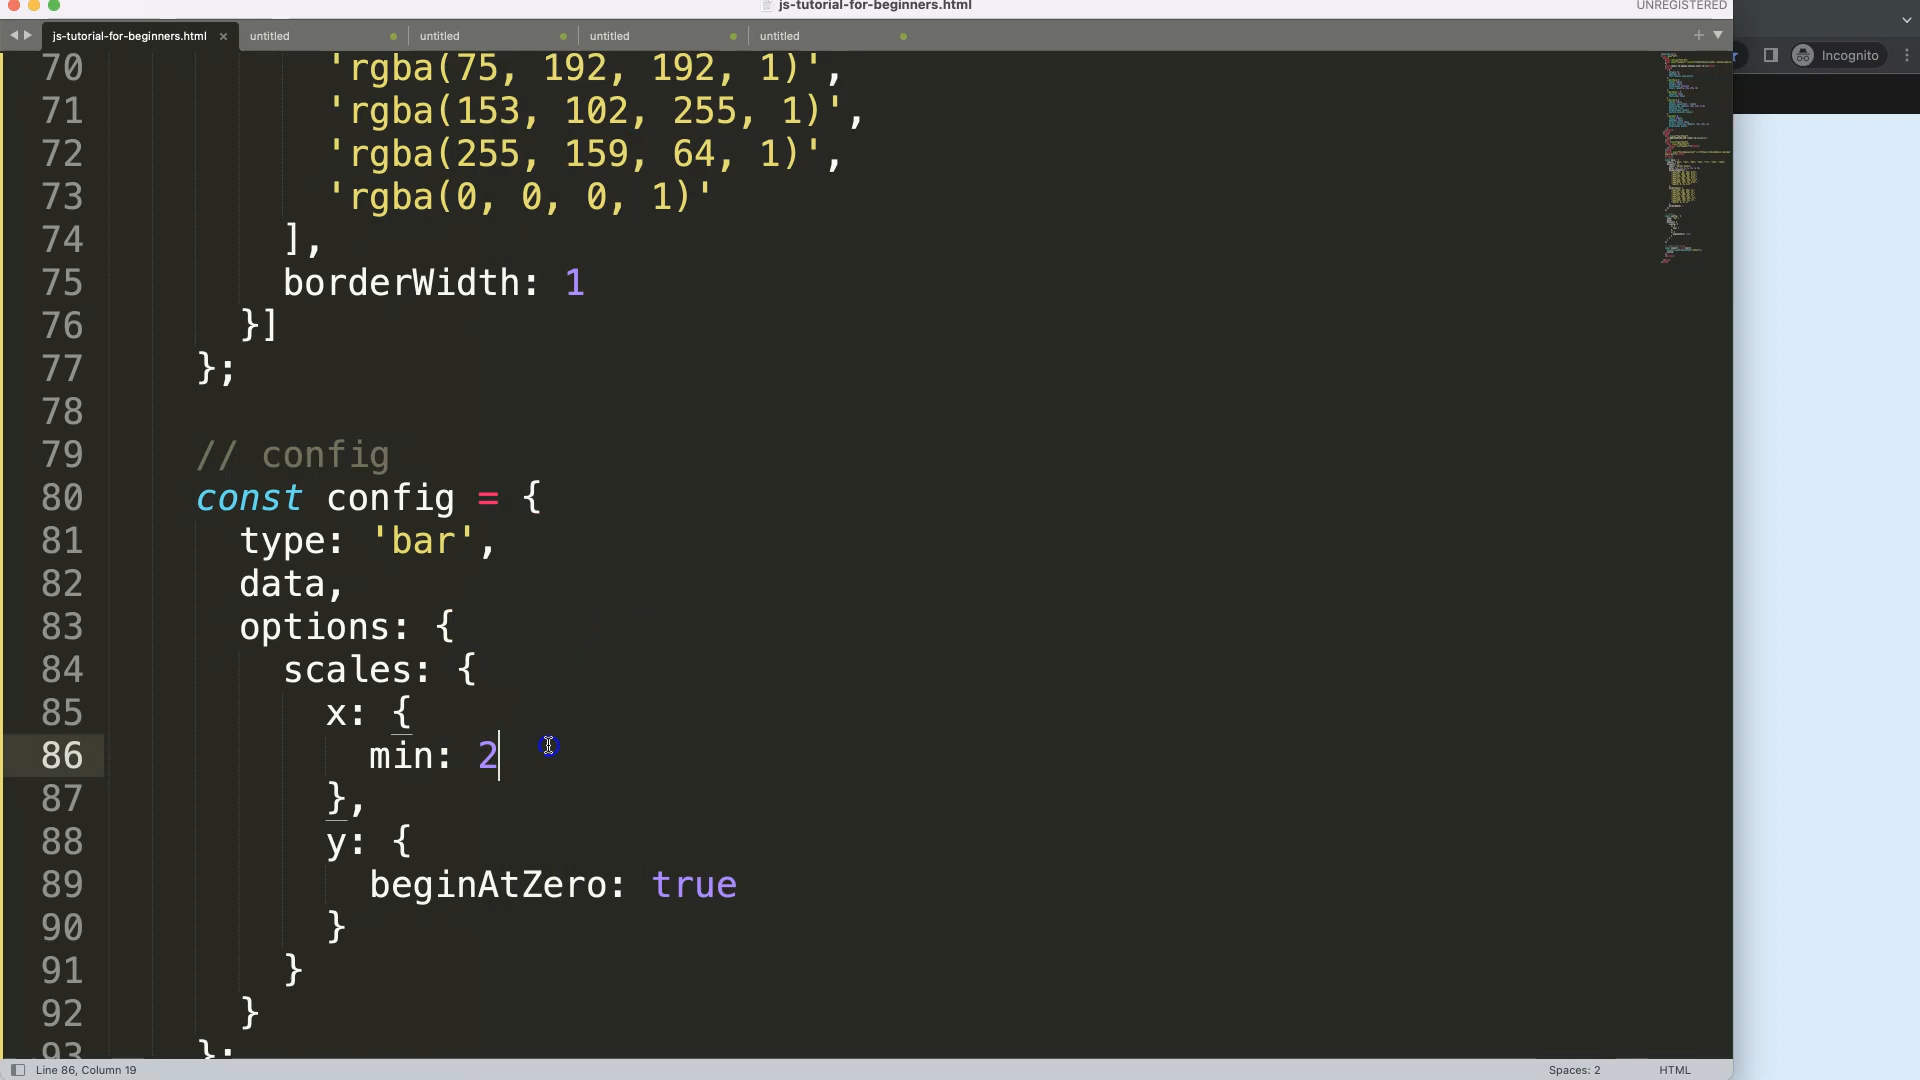 js-tutorial-for-beginners.html
UNREGISTERED
js-tutorial-for-beginners.html × untitled untitled untitled untitled +
Incognito
70 'rgba(75, 192, 192, 1)',
71 'rgba(153, 102, 255, 1)',
72 'rgba(255, 159, 64, 1)',
73 'rgba(0, 0, 0, 1)'
74 ],
75 borderWidth: 1
76 }]
77 };
78
79 // config
80 const config = {
81 type: 'bar',
82 data,
83 options: {
84 scales: {
85 x: {
86 min: 2
87 },
88 y: {
89 beginAtZero: true
90 }
91 }
92 }
93 };
Line 86, Column 19
Spaces: 2
HTML